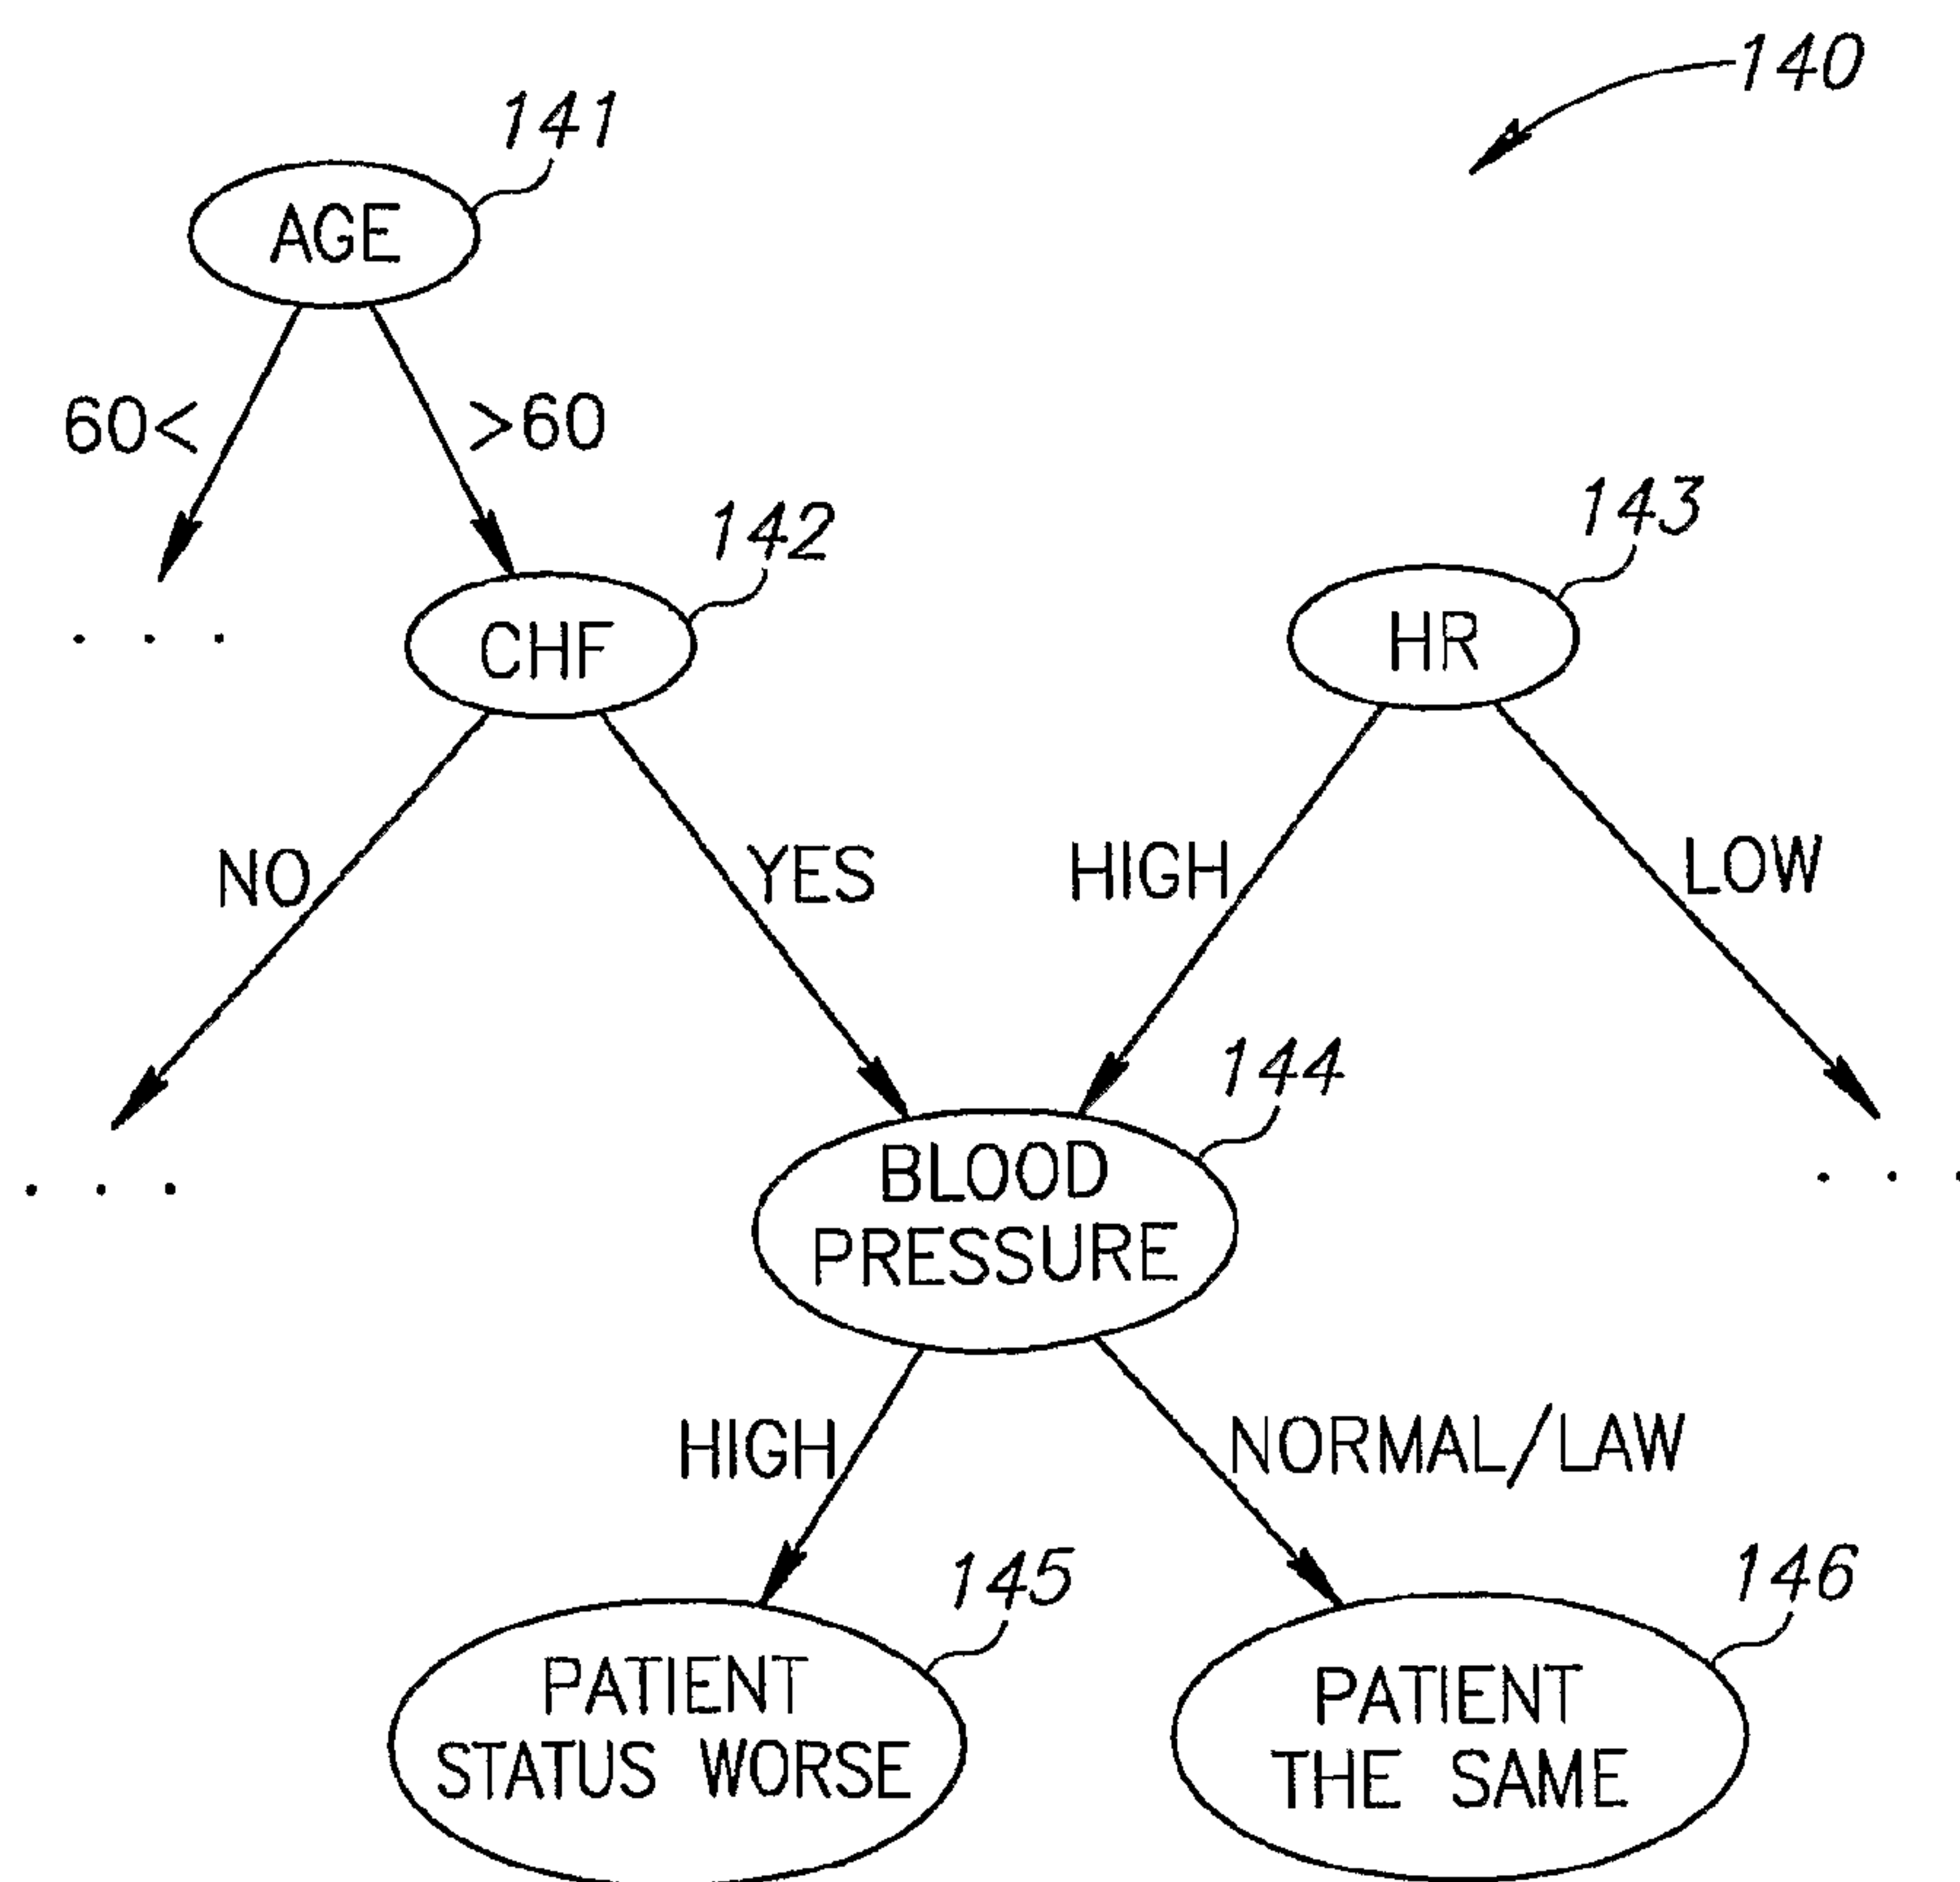 140
141
AGE
60<
>60
142
143
CHF
HR
NO
YES
HIGH
LOW
144
BLOOD
PRESSURE
HIGH
NORMAL/LAW
145
146
PATIENT
STATUS WORSE
PATIENT
THE SAME